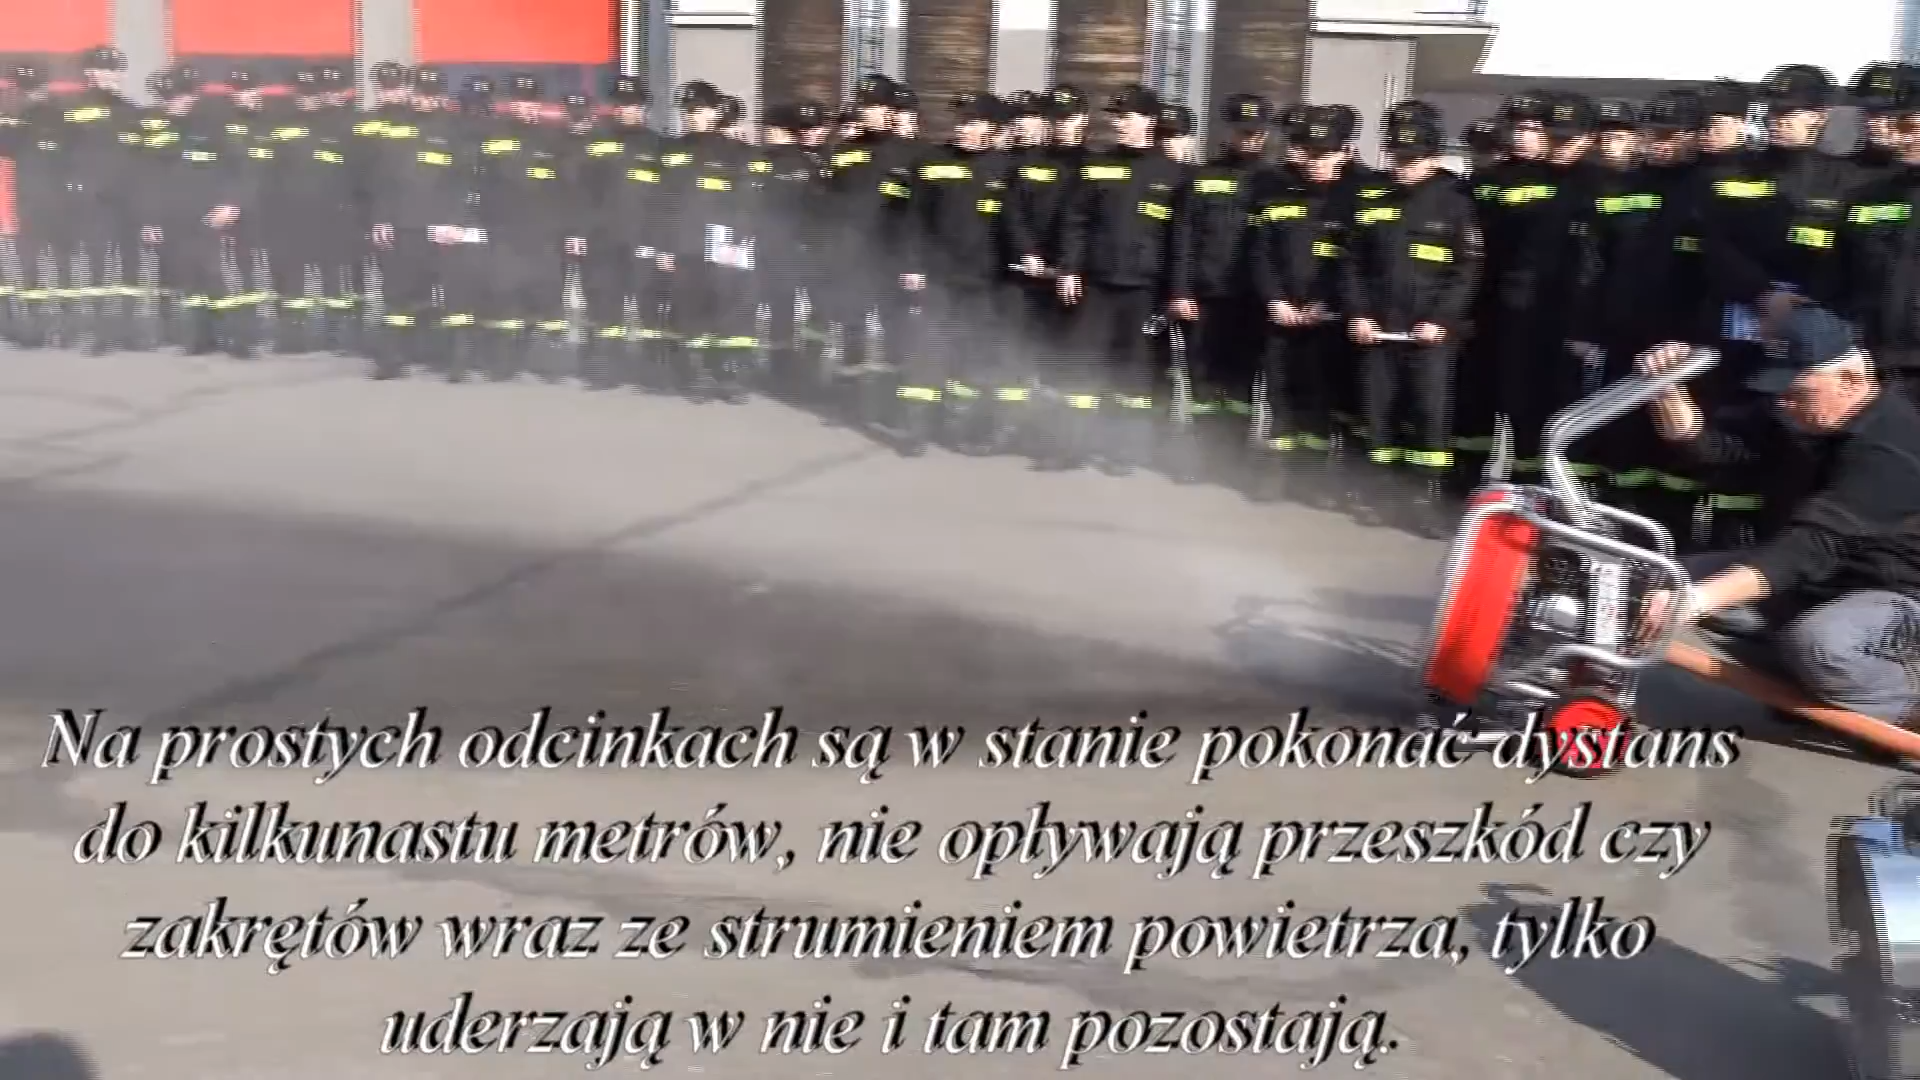 Na prostych odcinkach są w stanie pokonać dystans
do kilkunastu metrów, nie opływają przeszkód czy
zakrętów wraz ze strumieniem powietrza, tylko
uderzają w nie i tam pozostają.